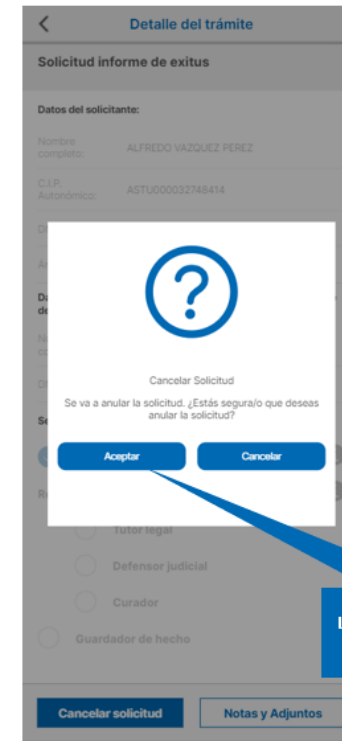 Detalle del trámite
Solicitud informe de exitus
Datos del solicitante:
Nombre
completo:
ALFREDO VAZQUEZ PEREZ
C.I.P.
Autonómico:
ASTU000032748414
Cancelar Solicitud
Se va a anular la solicitud. ¿Estás segura/o que deseas
anular la solicitud?
Aceptar
Cancelar
Tutor legal
Defensor judicial
Curador
Guardador de hecho
Cancelar solicitud
Notas y Adjuntos